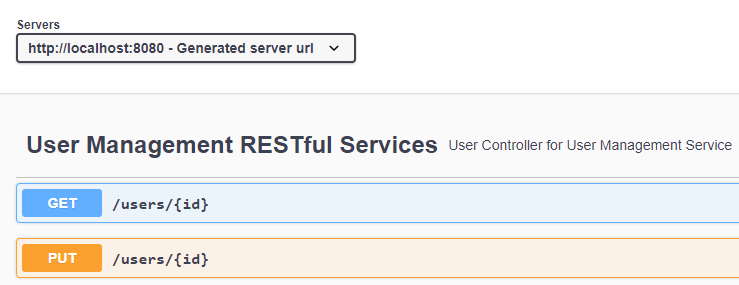 Servers
http://localhost:8080 - Generated server url
User Management RESTful Services User Controller for User Management Service
GET /users/{id}
PUT /users/{id}